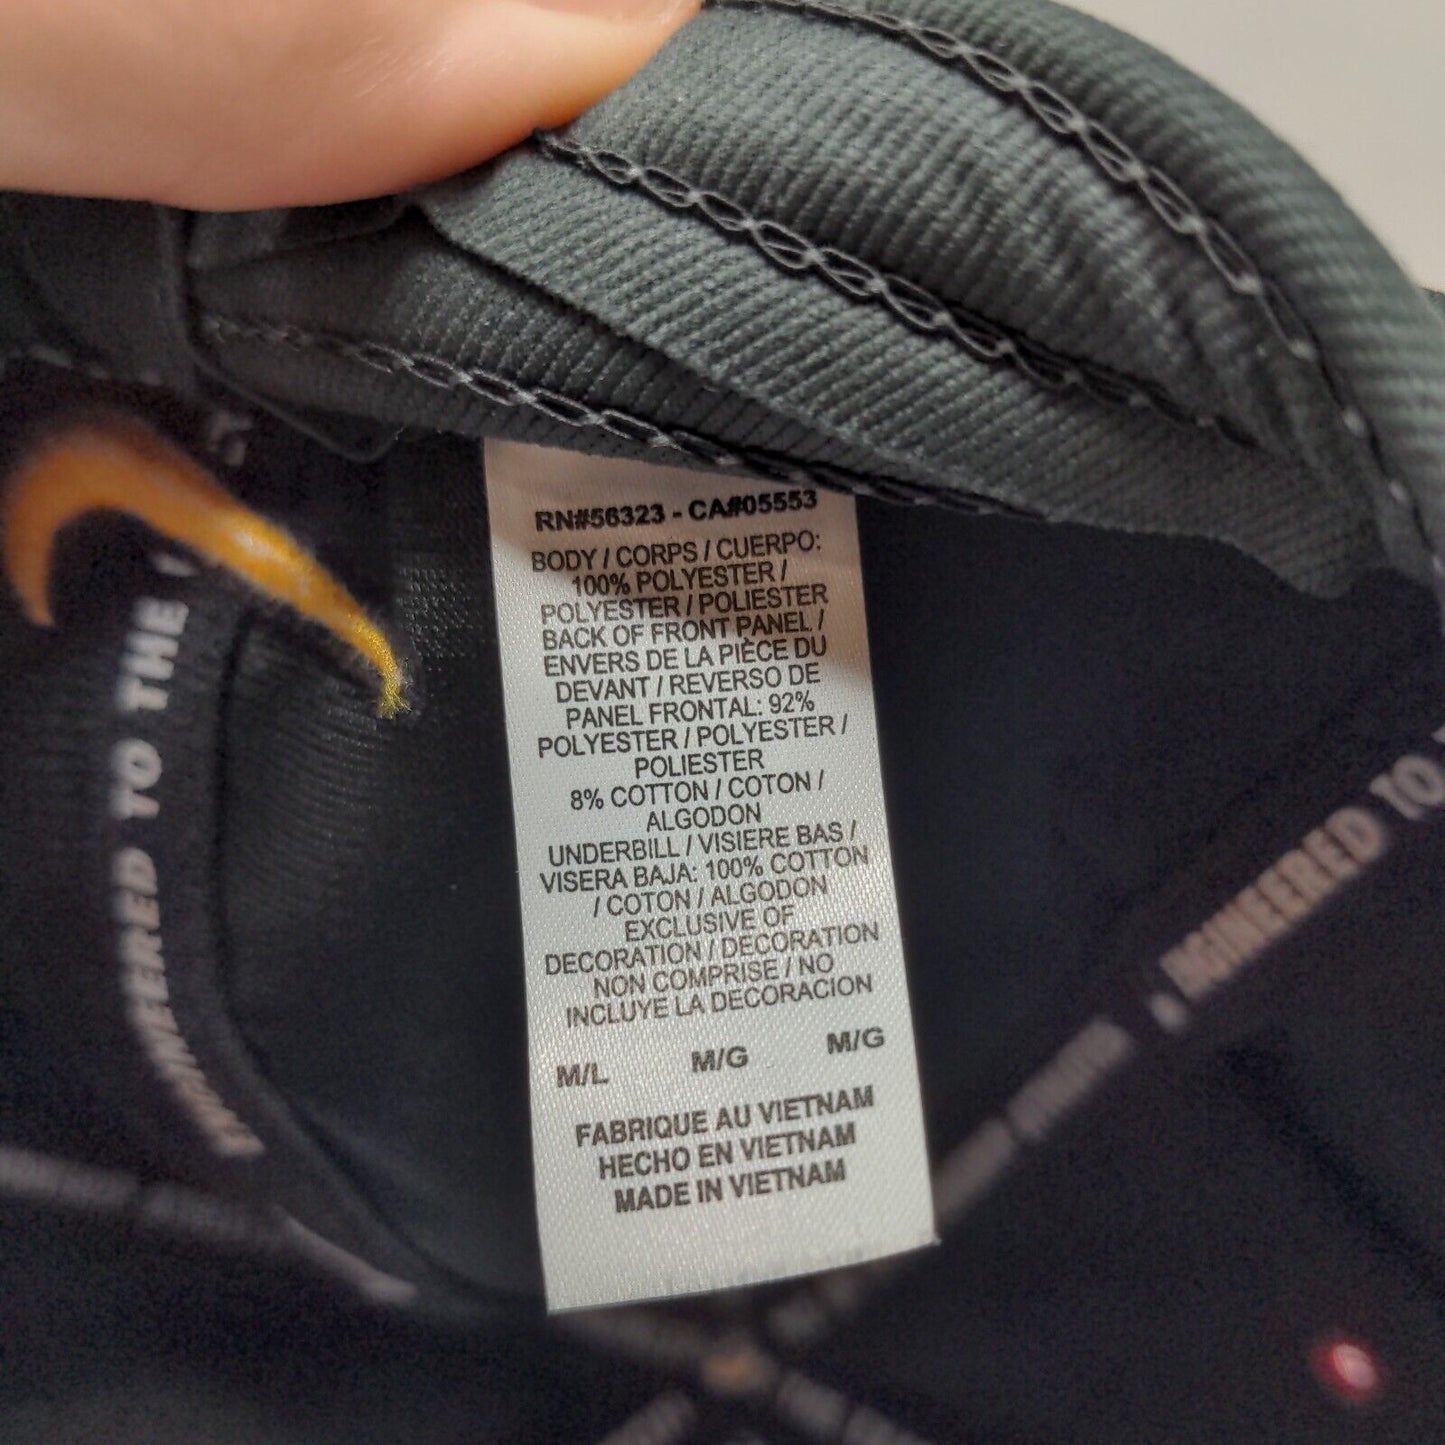 RN#56323 - CA#05553
BODY / CORPS / CUERPO:
100% POLYESTER /
POLYESTER / POLIESTER
BACK OF FRONT PANEL /
ENVERS DE LA PIÈCE DU
DEVANT / REVERSO DE
PANEL FRONTAL: 92%
POLYESTER / POLYESTER /
POLIESTER
8% COTTON / COTON /
ALGODON
UNDERBILL / VISIERE BAS /
VISERA BAJA: 100% COTTON
/ COTON / ALGODON
EXCLUSIVE OF
DECORATION / DECORATION
NON COMPRISE / NO
INCLUYE LA DECORACION
M/L M/G M/G
FABRIQUE AU VIETNAM
HECHO EN VIETNAM
MADE IN VIETNAM
TO THE
TO